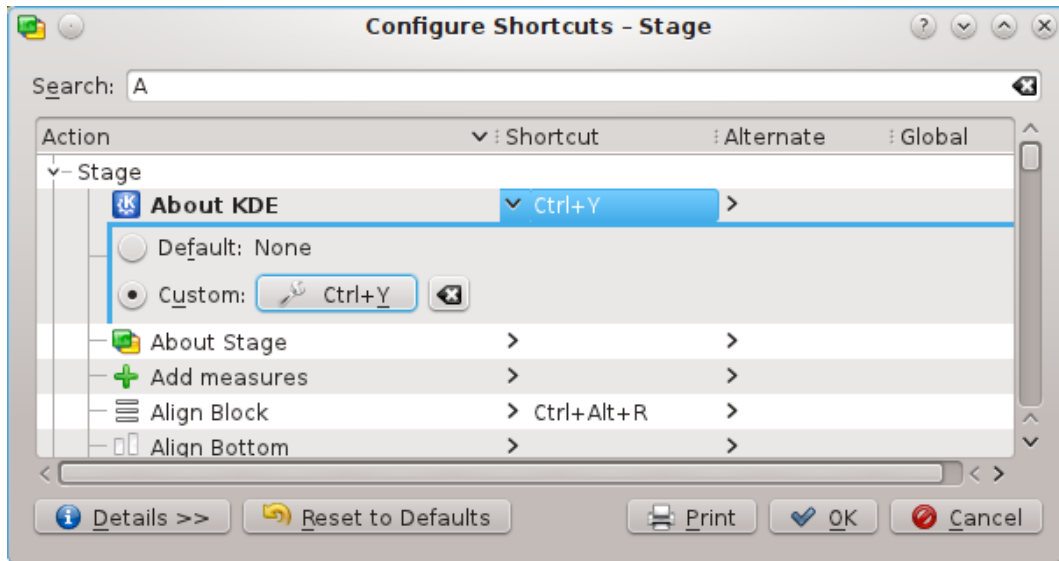 Configure Shortcuts – Stage
Search: A
Action Shortcut Alternate Global
Stage
About KDE Ctrl+Y
Default: None
Custom: Ctrl+Y
About Stage
Add measures
Align Block Ctrl+Alt+R
Align Bottom
Details >> Reset to Defaults Print OK Cancel